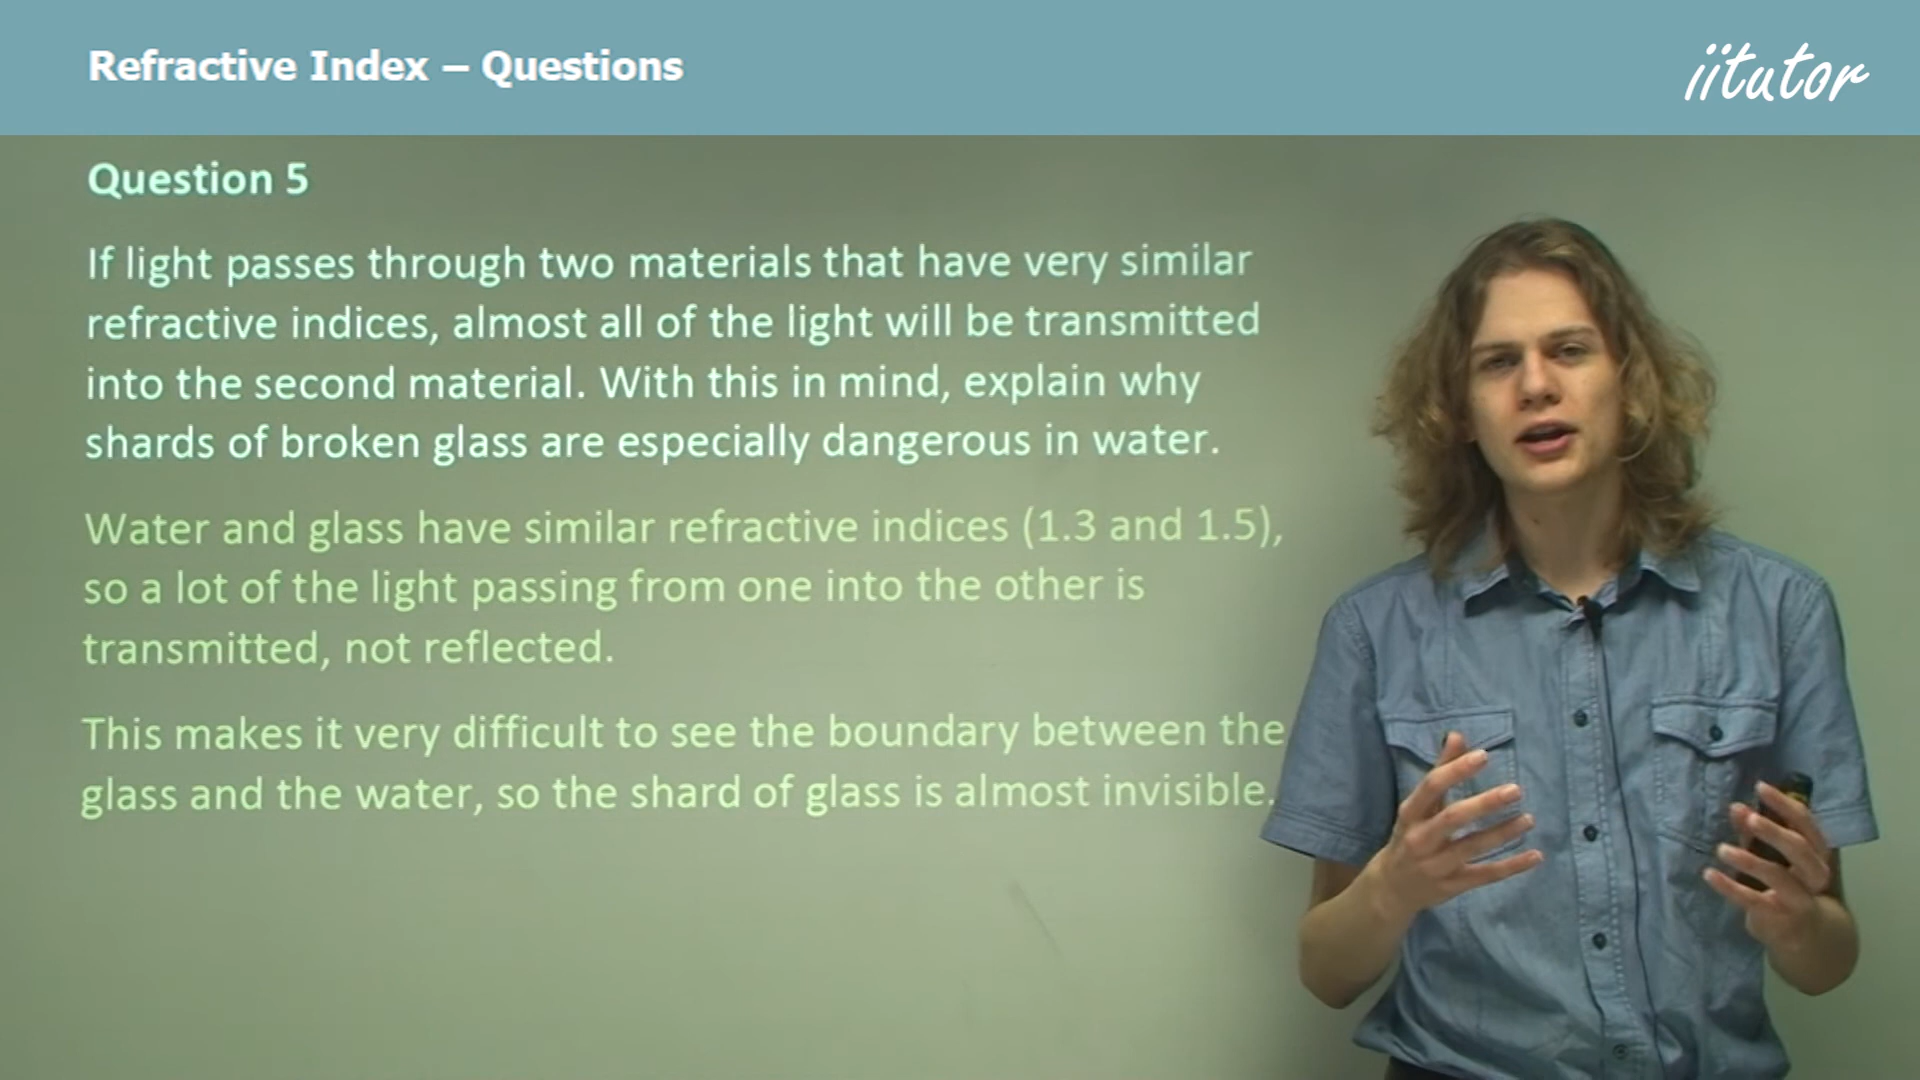 Refractive Index – Questions
iitutor
Question 5
If light passes through two materials that have very similar
refractive indices, almost all of the light will be transmitted
into the second material. With this in mind, explain why
shards of broken glass are especially dangerous in water.
Water and glass have similar refractive indices (1.3 and 1.5),
so a lot of the light passing from one into the other is
transmitted, not reflected.
This makes it very difficult to see the boundary between the
glass and the water, so the shard of glass is almost invisible.